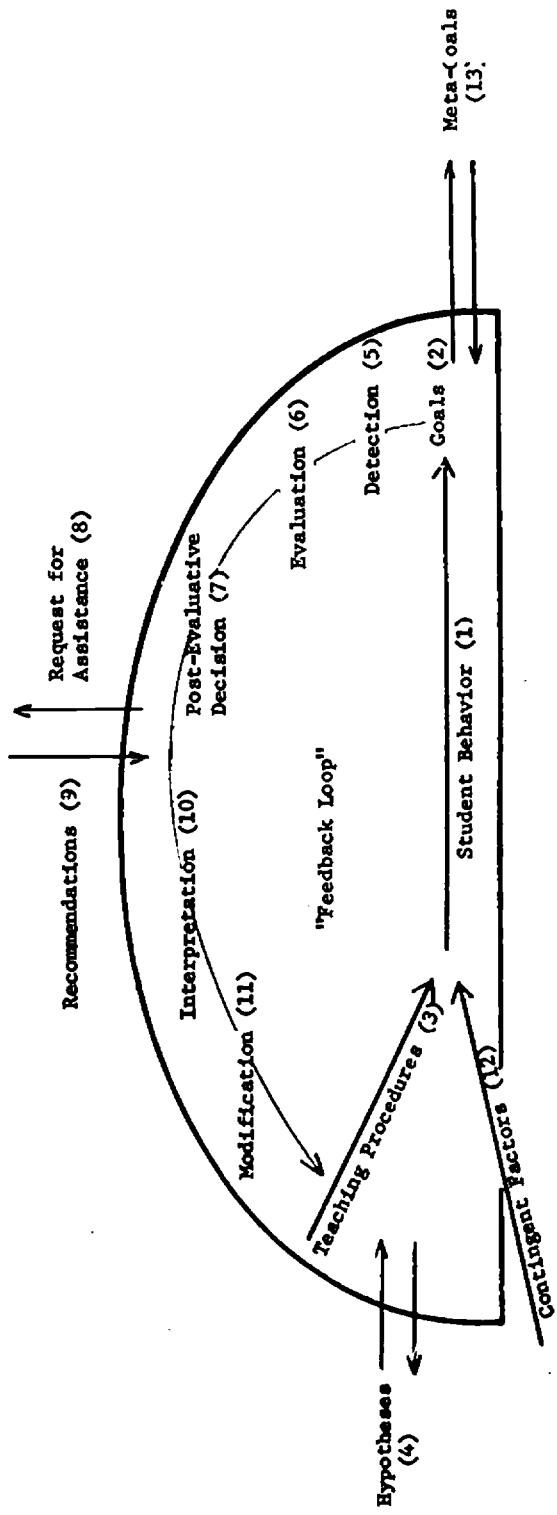 Request for
Assistance (8)
Recommendations (9)
Post-Evaluative
Decision (7)
Evaluation (6)
Interpretation (10)
Detection (5)
Modification (11)
"Feedback Loop"
Goals (2)
Meta-Goals
(13)
Teaching Procedures (3)
Student Behavior (1)
Hypotheses
(4)
Contingent Factors (12)